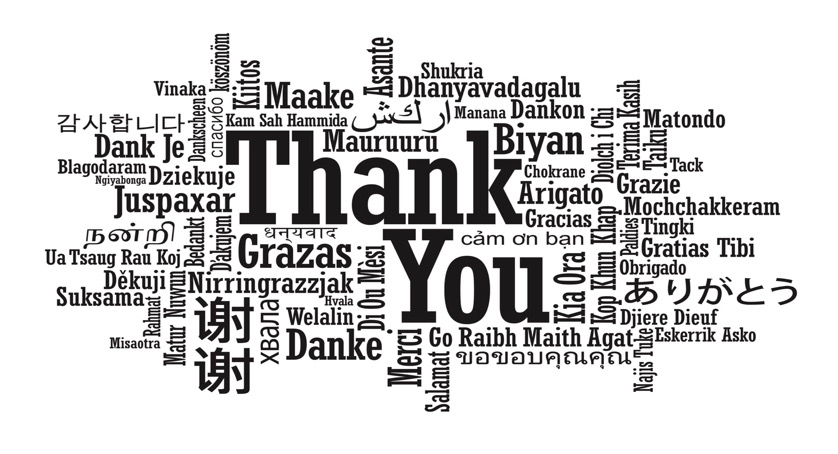 Vinaka
köszönöm
Kiitos
Maake
Asante
Shukria
Dhanyavadagalu
감사합니다
Dankscheen
спасибо
Kam Sah Hammida
Manana
Dankon
Dank Je
Mauruuru
Biyan
Diolch i Chi
Terima Kasih
Taiku
Matondo
Blagodaram
Ngiyabonga
Dziekuje
Thank
Chokrane
Tack
Juspaxar
Arigato
Grazie
Gracias
Mochchakkeram
நன்றி
Bedankt
Dakujem
Grazas
You
cảm ơn bạn
Paldies
Tingki
Ua Tsaug Rau Koj
Di Ou Mèsi
Kia Ora
Kop Khun Khap
Gratias Tibi
Děkuji
Nirringrazzjak
Obrigado
Suksama
Rahmat
Matur Nuwun
谢
谢
хвала
Hvala
Welalin
ありがとう
Djiere Dieuf
Misaotra
Danke
Merci
Go Raibh Maith Agat
Eskerrik Asko
ขอขอบคุณคุณ
Salamat
Najis Tuke